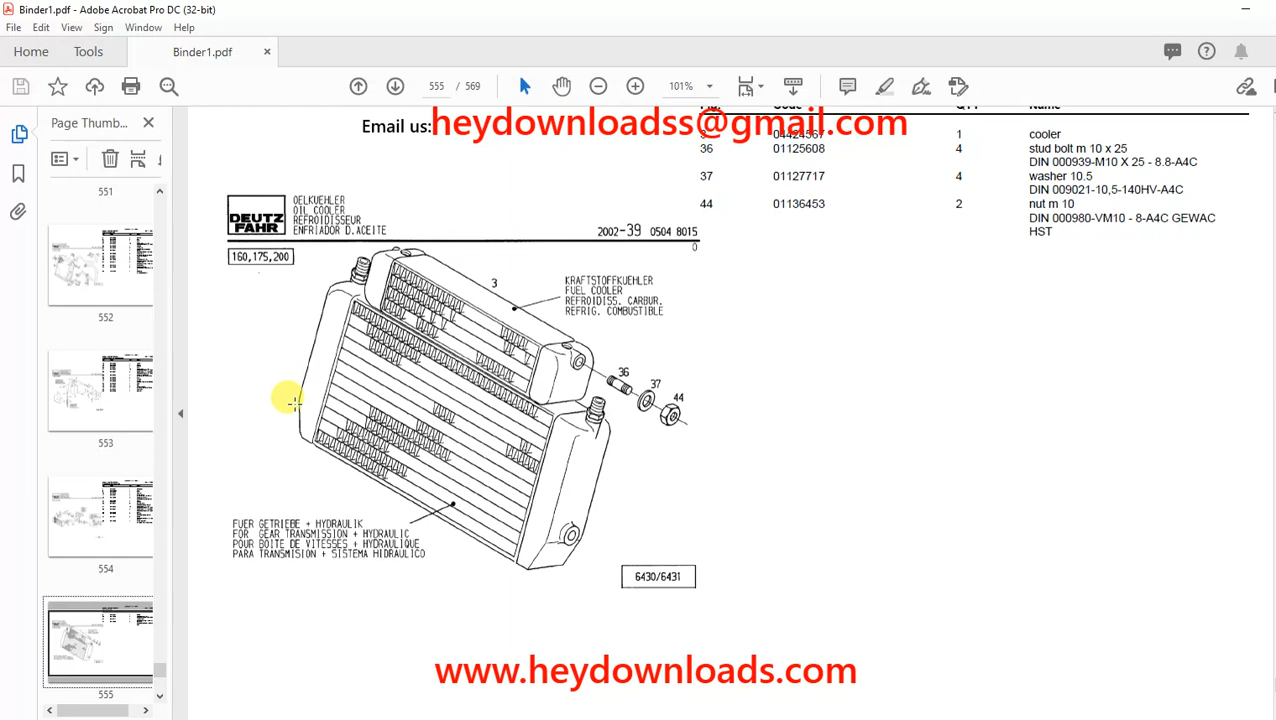 Binder1.pdf - Adobe Acrobat Pro DC (32-bit)
File Edit View Sign Window Help
Home Tools Binder1.pdf ×
555 / 569 101%
Page Thumb...
551
552
553
554
555
Email us:
heydownloadss@gmail.com
Code Name
3 04424567 1 cooler
36 01125608 4 stud bolt m 10 x 25
DIN 000939-M10 X 25 - 8.8-A4C
37 01127717 4 washer 10.5
DIN 009021-10,5-140HV-A4C
44 01136453 2 nut m 10
DIN 000980-VM10 - 8-A4C GEWAC
HST
DEUTZ
FAHR
OELKUEHLER
OIL COOLER
REFROIDISSEUR
ENFRIADOR D.ACEITE
2002-39 0504 8015
0
160,175,200
3
KRAFTSTOFFKUEHLER
FUEL COOLER
REFROIDISS. CARBUR.
REFRIG. COMBUSTIBLE
36
37
44
FUER GETRIEBE + HYDRAULIK
FOR GEAR TRANSMISSION + HYDRAULIC
POUR BOITE DE VITESSES + HYDRAULIQUE
PARA TRANSMISION + SISTEMA HIDRAULICO
6430/6431
www.heydownloads.com